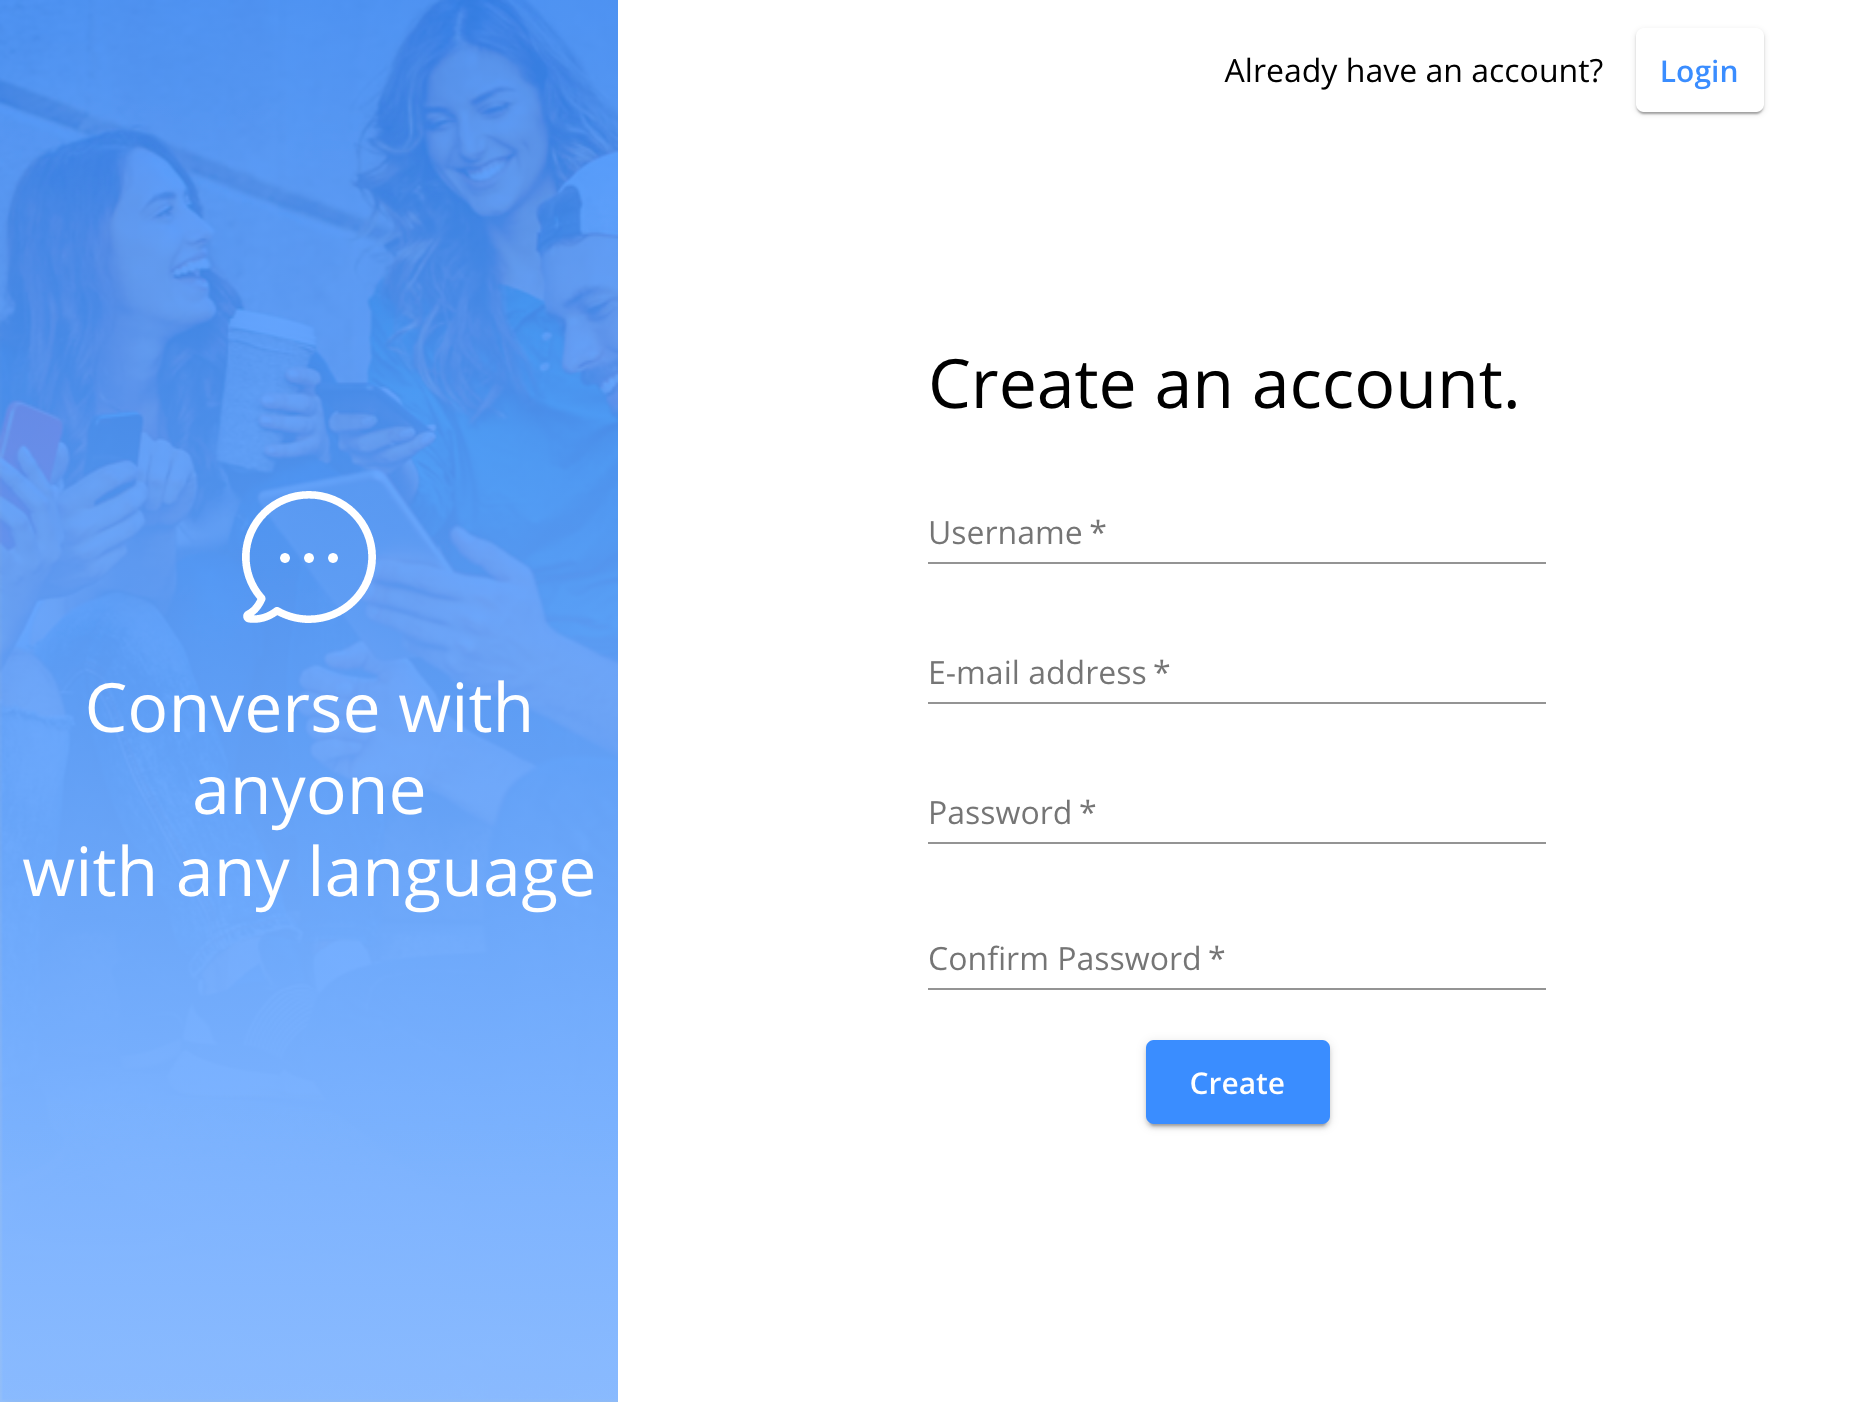 Already have an account?
Login
Converse with
anyone
with any language
Create an account.
Username *
E-mail address *
Password *
Confirm Password *
Create